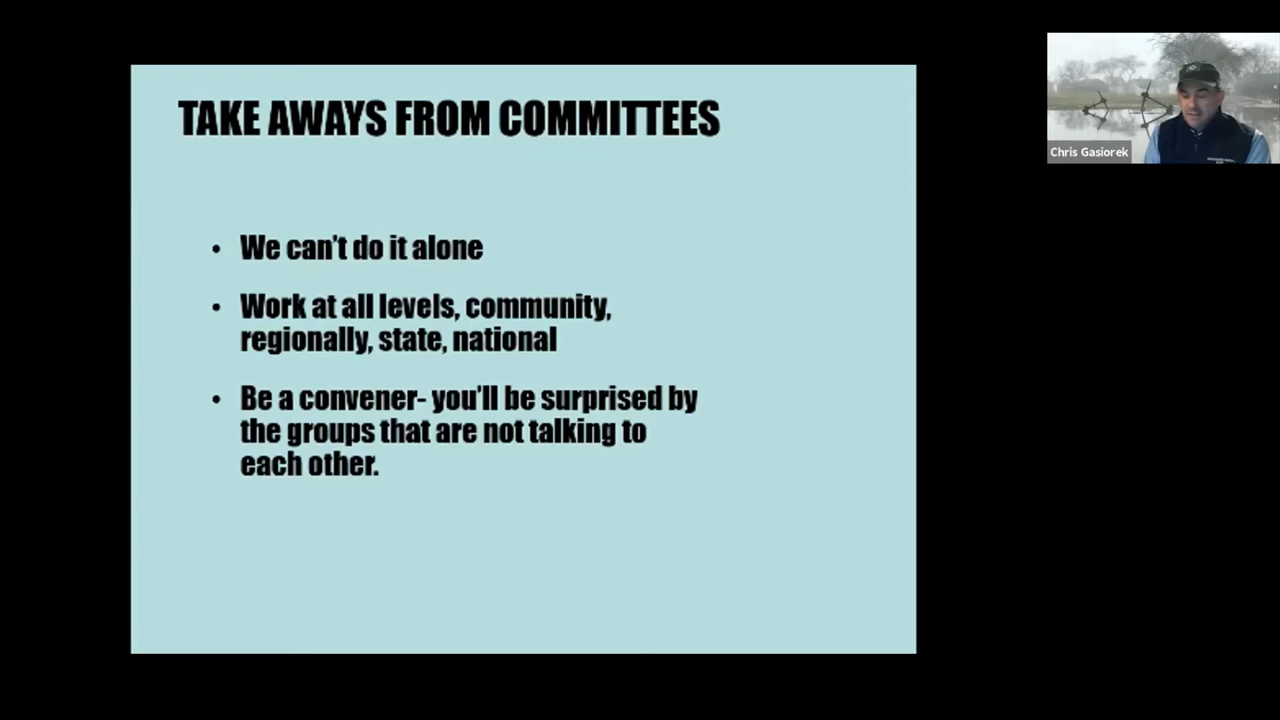 TAKE AWAYS FROM COMMITTEES
• We can't do it alone
• Work at all levels, community,
regionally, state, national
• Be a convener- you'll be surprised by
the groups that are not talking to
each other.
Chris Gasiorek